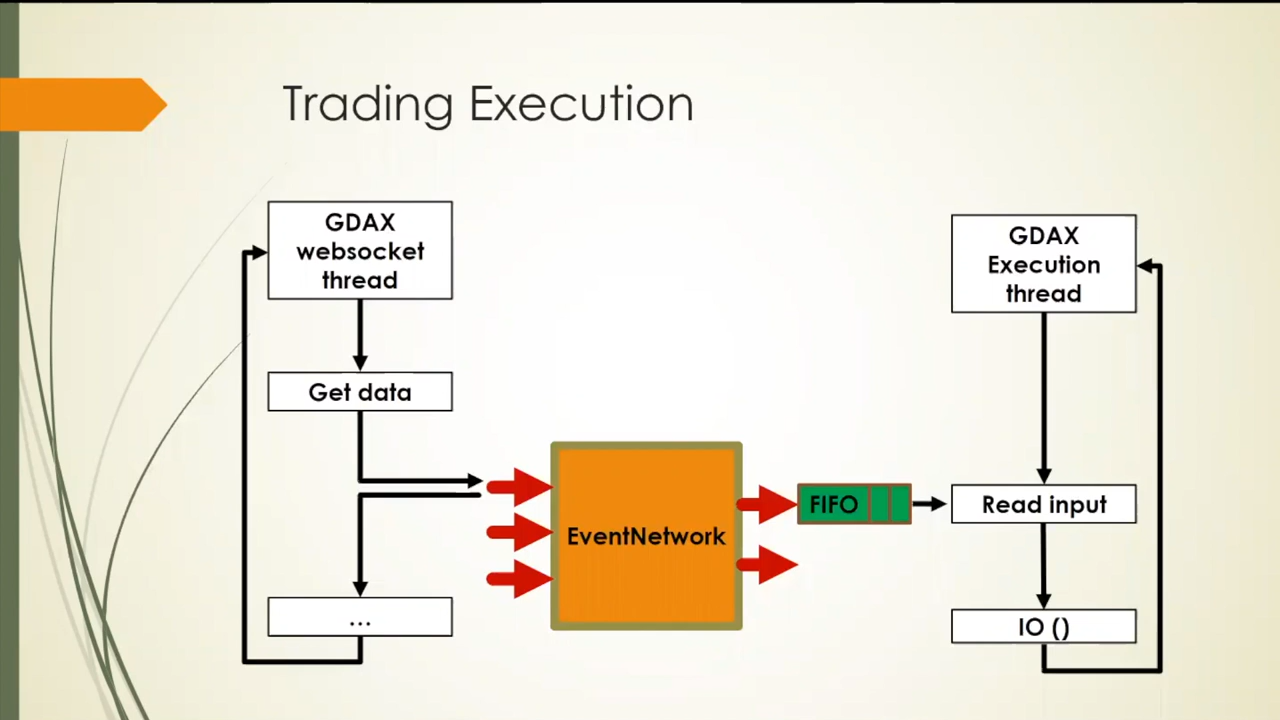 Trading Execution
GDAX
websocket
thread
Get data
...
EventNetwork
FIFO
GDAX
Execution
thread
Read input
IO ()